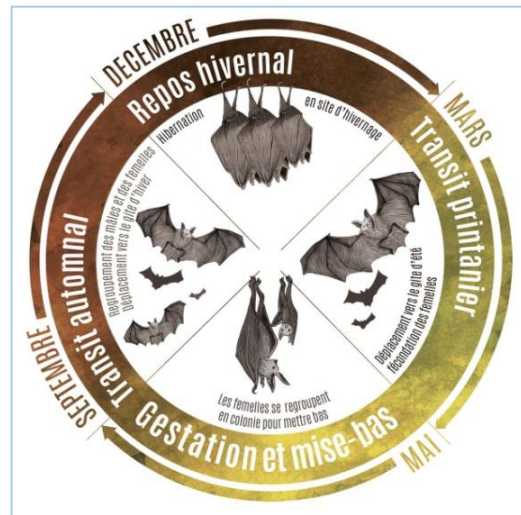 DECEMBRE
Repos hivernal
Hibernation
en site d'hivernage
MARS
Transit printanier
Déplacement vers le gite d'été
fécondation des femelles
MAI
Gestation et mise-bas
Les femelles se regroupent
en colonie pour mettre bas
SEPTEMBRE
Transit automnal
Regroupement des mâles et des femelles
Déplacement vers le gite d'hiver